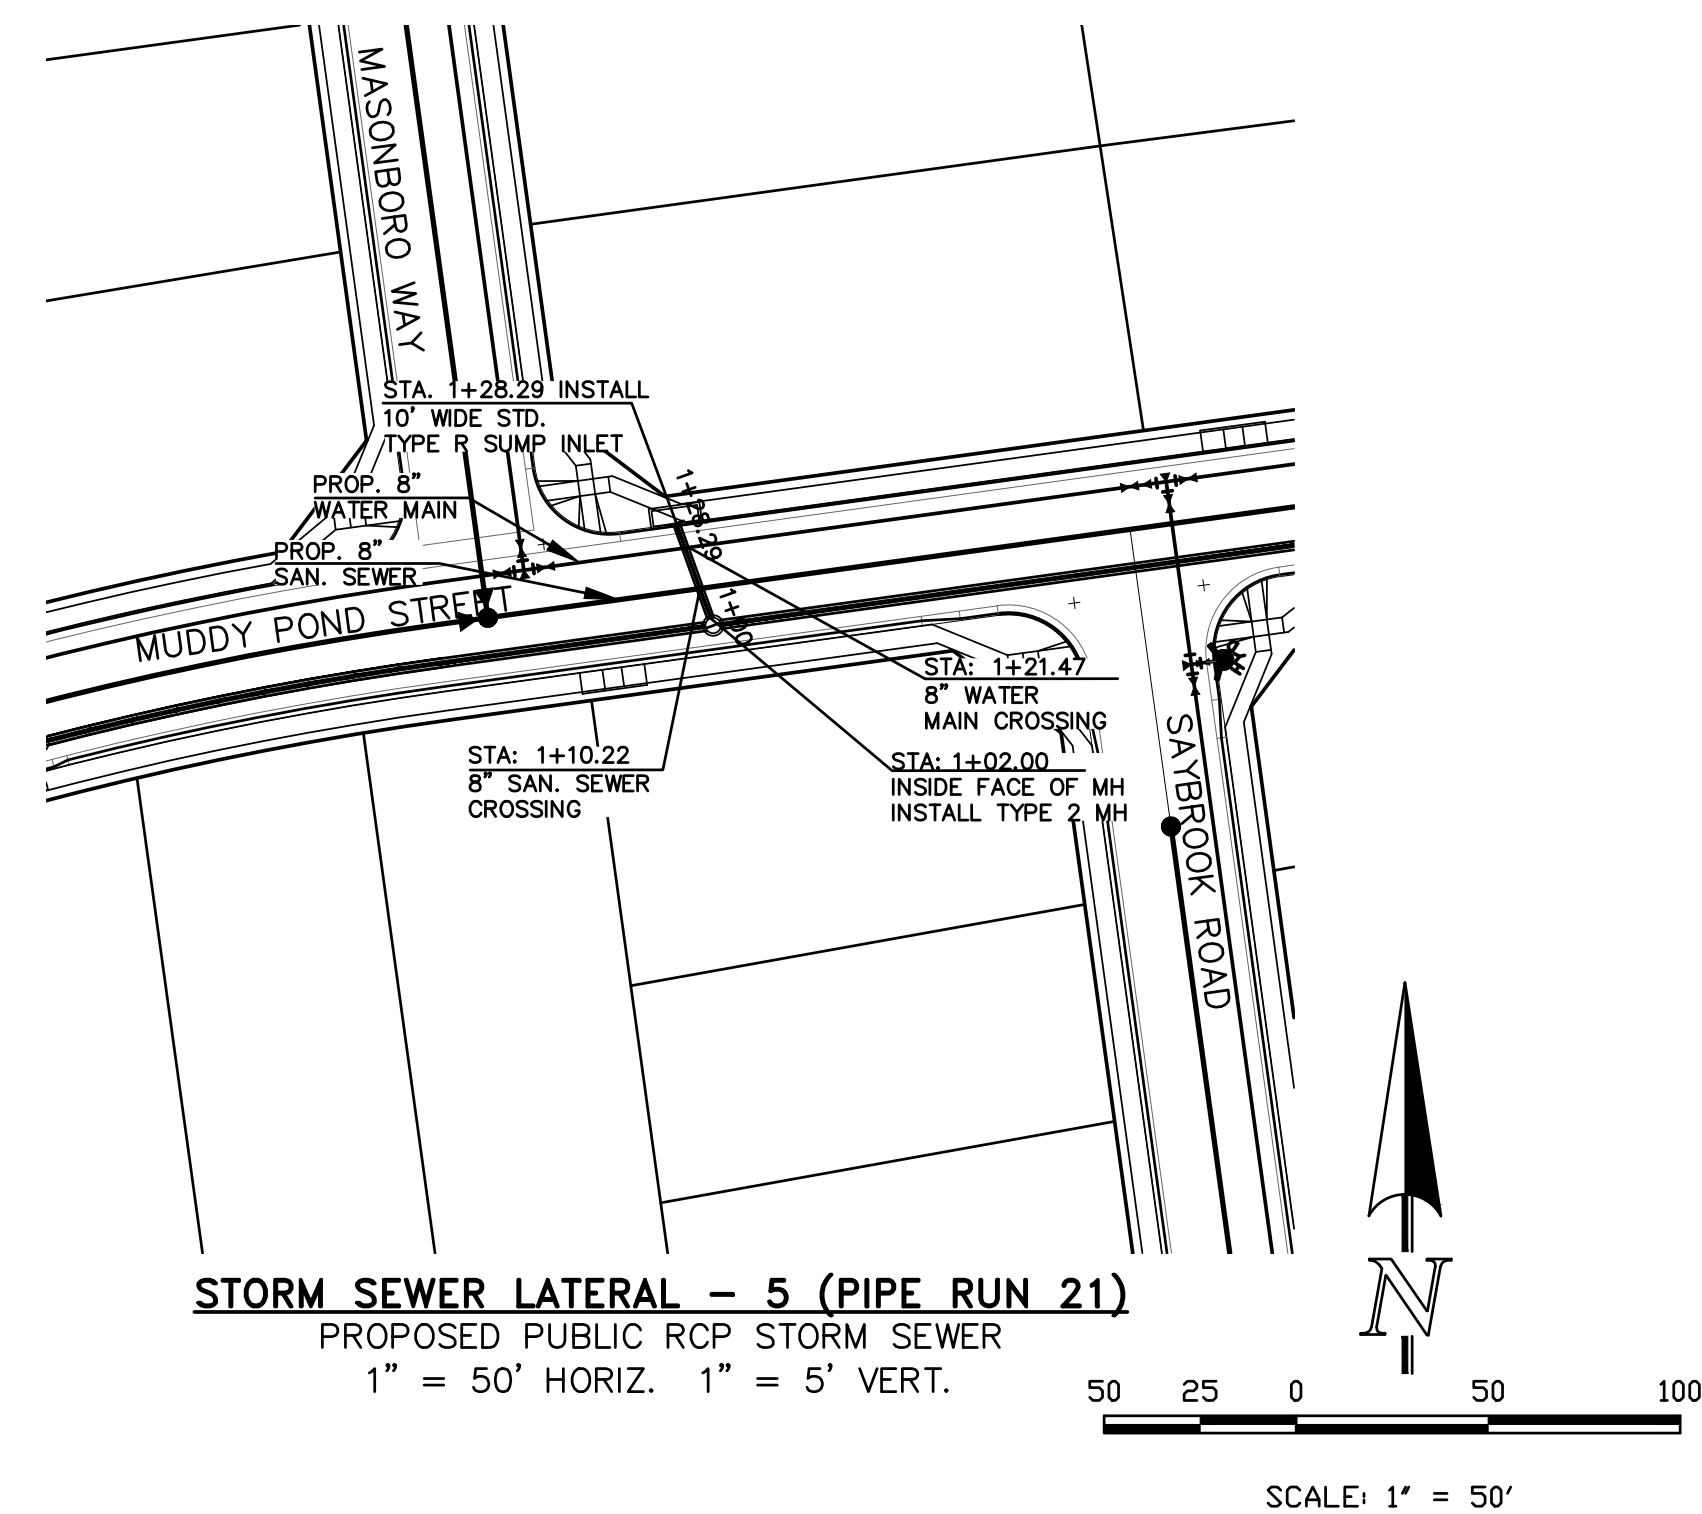 MASONBORO WAY
STA. 1+28.29 INSTALL
10' WIDE STD.
TYPE R SUMP INLET
PROP. 8"
WATER MAIN
PROP. 8"
SAN. SEWER
1+28.29
1+00
MUDDY POND STREET
STA: 1+21.47
8" WATER
MAIN CROSSING
STA: 1+10.22
8" SAN. SEWER
CROSSING
STA: 1+02.00
INSIDE FACE OF MH
INSTALL TYPE 2 MH
SAYBROOK ROAD
N
STORM SEWER LATERAL - 5 (PIPE RUN 21)
PROPOSED PUBLIC RCP STORM SEWER
1" = 50' HORIZ. 1" = 5' VERT.
50 25 0 50 100
SCALE: 1" = 50'